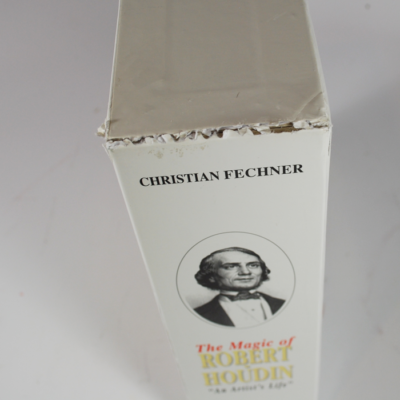 CHRISTIAN FECHNER
The Magic of
ROBERT
HOUDIN
"An Artist's Life"